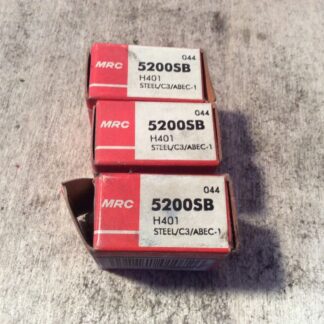 044
MRC
5200SB
H401
STEEL/C3/ABEC-1
044
MRC
5200SB
H401
STEEL/C3/ABEC-1
044
MRC
5200SB
H401
STEEL/C3/ABEC-1